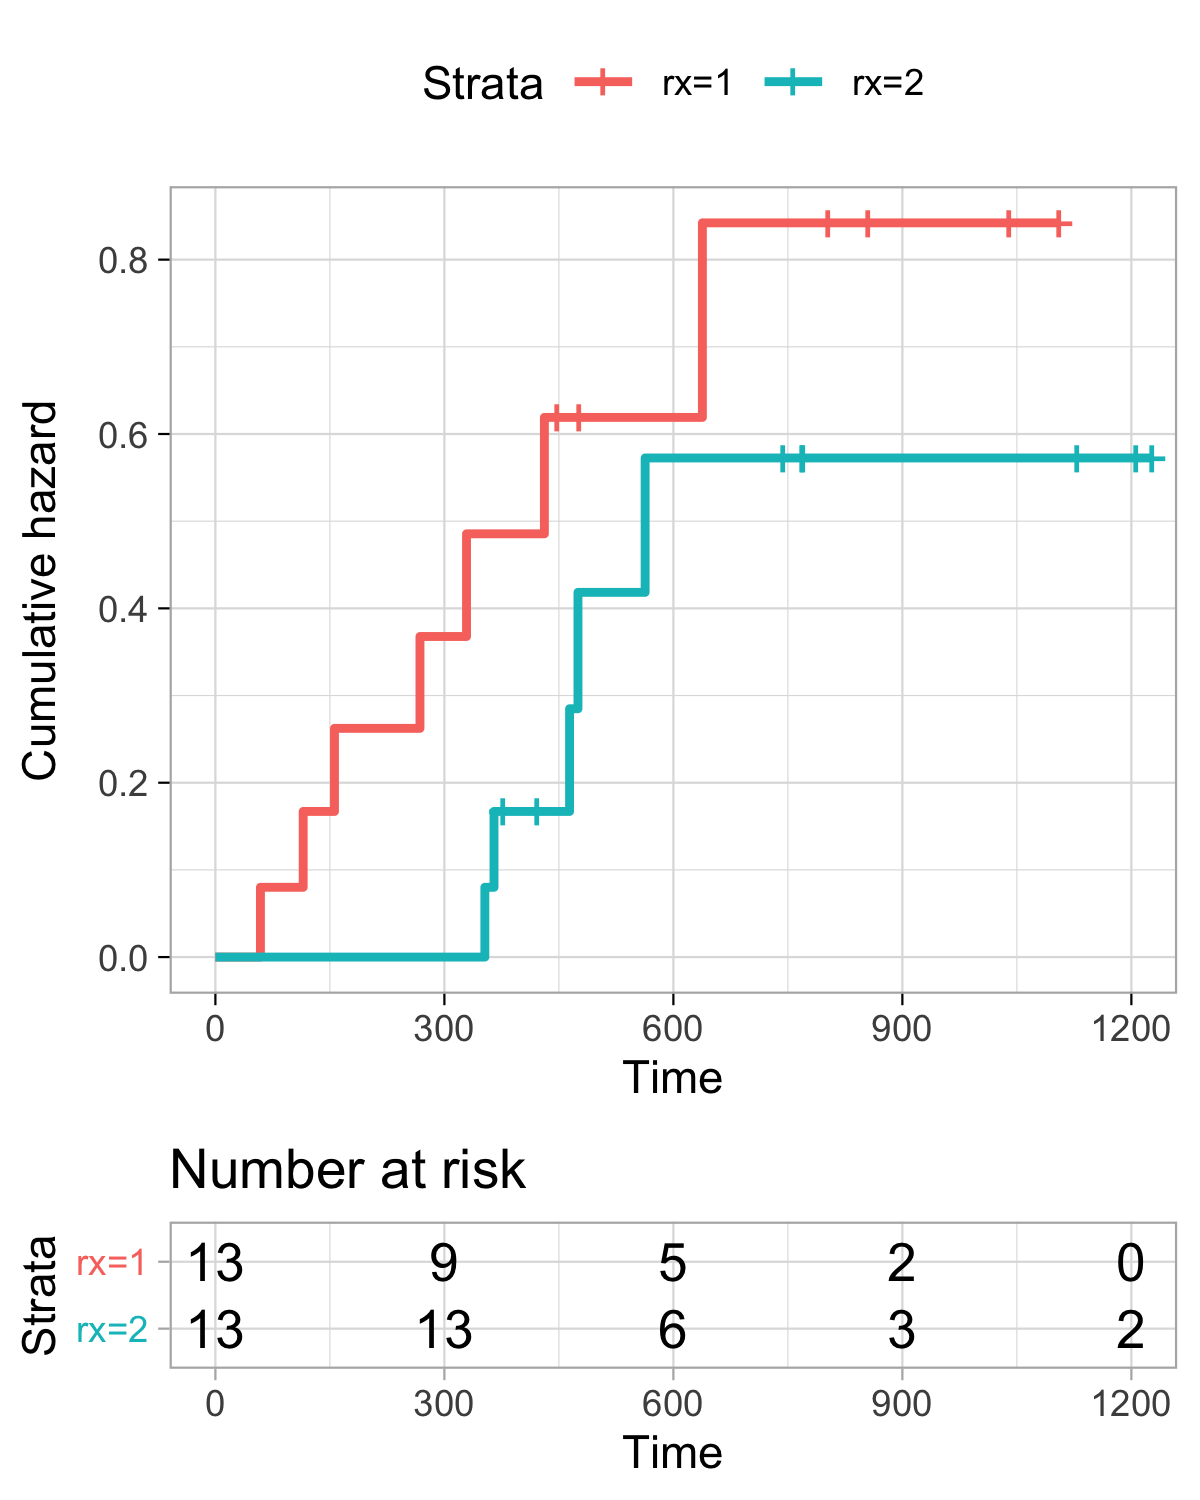 Strata rx=1 rx=2
0.8
0.6
0.4
0.2
0.0
Cumulative hazard
0 300 600 900 1200
Time
Number at risk
Strata
rx=1 13 9 5 2 0
rx=2 13 13 6 3 2
0 300 600 900 1200
Time